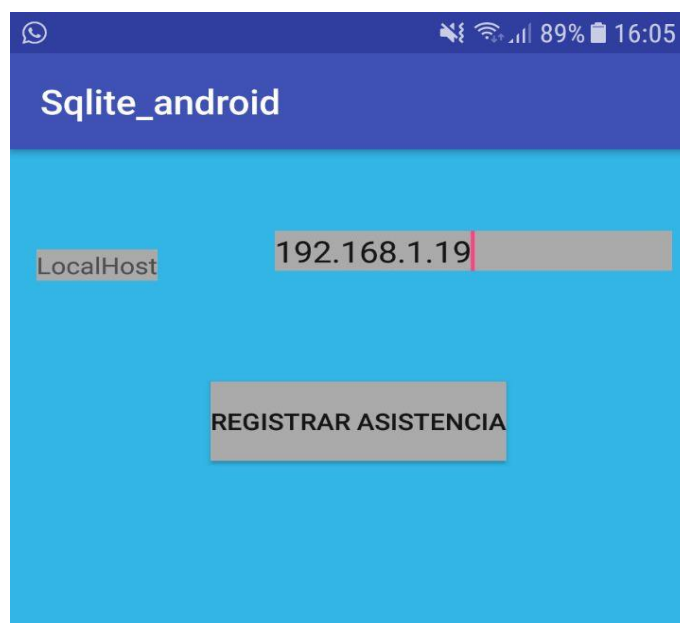 89% 16:05
Sqlite_android
192.168.1.19
LocalHost
REGISTRAR ASISTENCIA